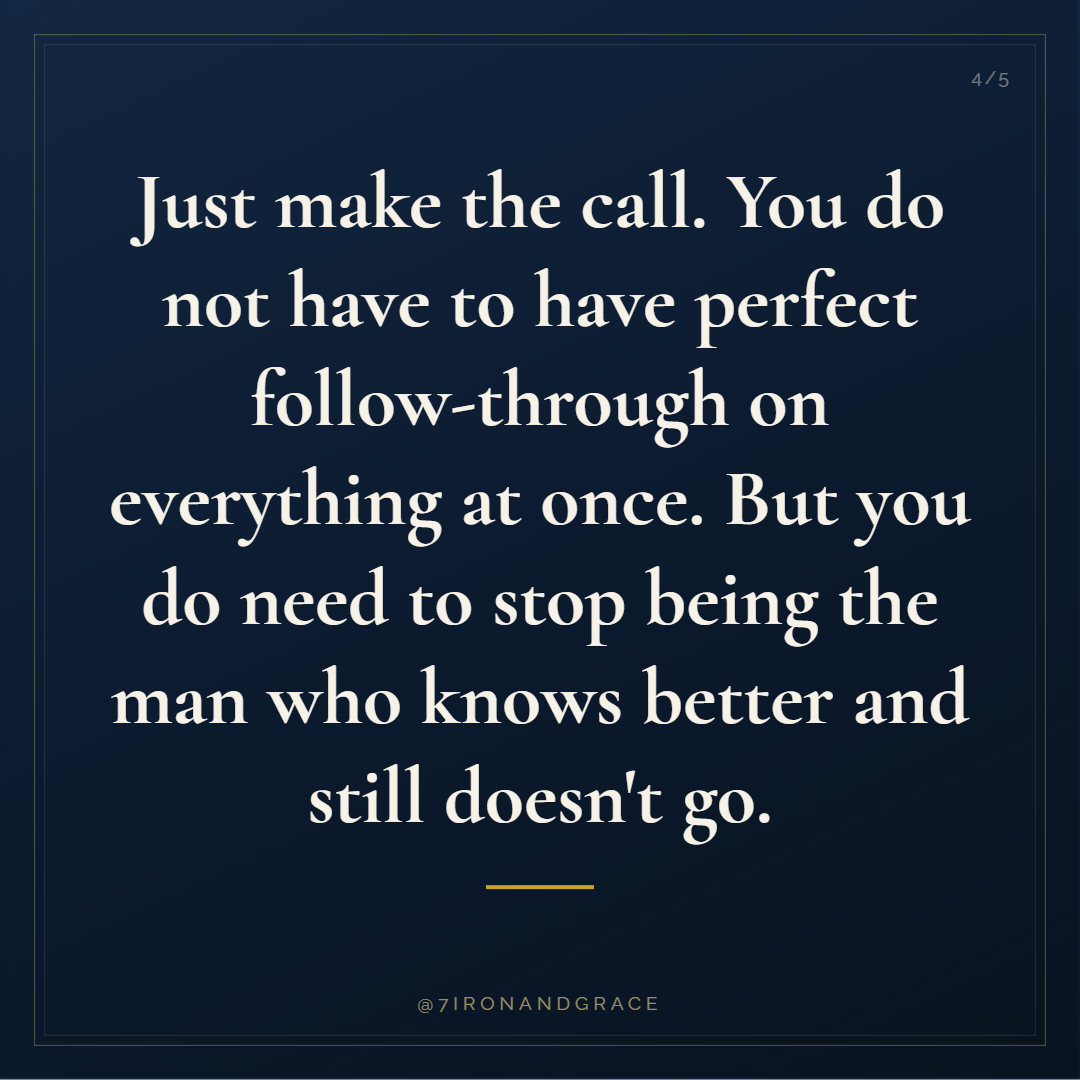 4/5
Just make the call. You do
not have to have perfect
follow-through on
everything at once. But you
do need to stop being the
man who knows better and
still doesn't go.
@7IRONANDGRACE